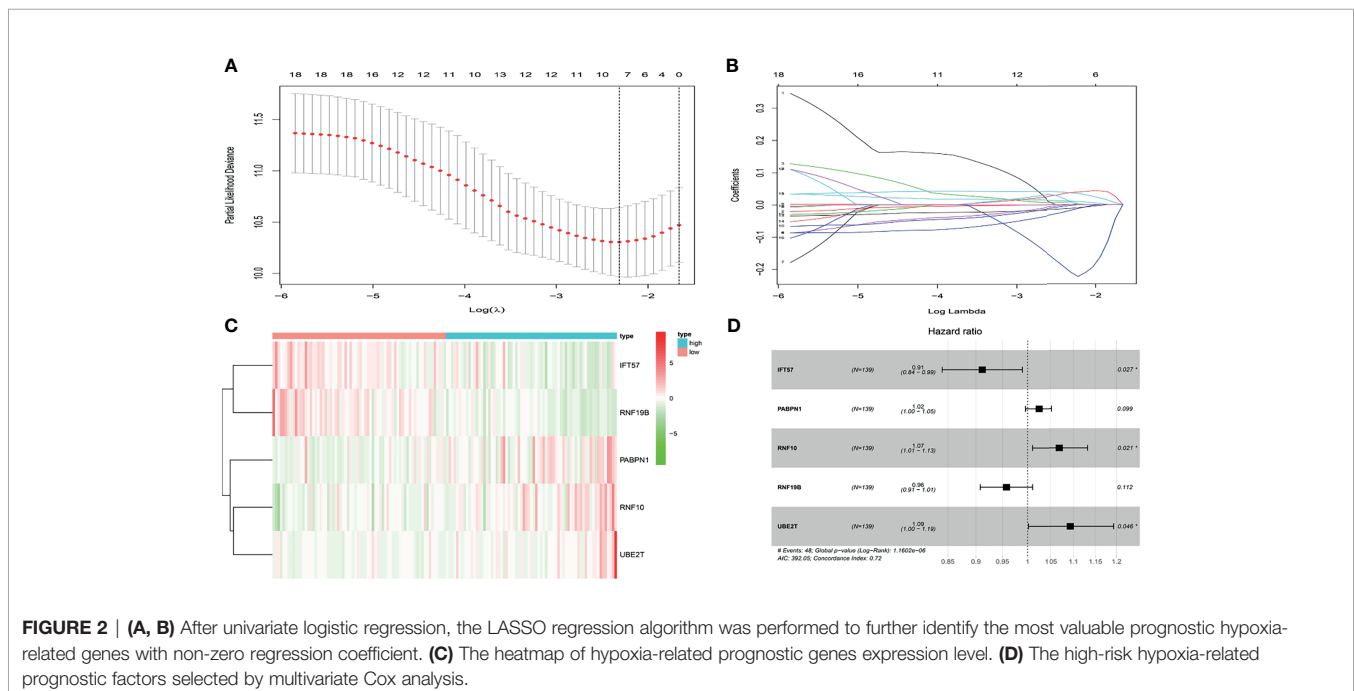 A
18 18 18 16 12 12 11 10 13 12 12 11 10 7 6 4 0
Partial Likelihood Deviance
11.5
11.0
10.5
10.0
−6 −5 −4 −3 −2
Log(λ)
B
18 16 11 12 6
Coefficients
0.3
0.2
0.1
0.0
−0.1
−0.2
−6 −5 −4 −3 −2
Log Lambda
C
type
IFT57
RNF19B
PABPN1
RNF10
UBE2T
5
0
−5
type
high
low
D
Hazard ratio
IFT57 (N=139) 0.91 (0.84 − 0.99) 0.027 *
PABPN1 (N=139) 1.02 (1.00 − 1.05) 0.099
RNF10 (N=139) 1.07 (1.01 − 1.13) 0.021 *
RNF19B (N=139) 0.96 (0.91 − 1.01) 0.112
UBE2T (N=139) 1.09 (1.00 − 1.19) 0.046 *
# Events: 48; Global p−value (Log−Rank): 1.1602e−06
AIC: 392.05; Concordance Index: 0.72
0.85 0.9 0.95 1 105 1.1 1.15 1.2
FIGURE 2 | (A, B) After univariate logistic regression, the LASSO regression algorithm was performed to further identify the most valuable prognostic hypoxia-
related genes with non-zero regression coefficient. (C) The heatmap of hypoxia-related prognostic genes expression level. (D) The high-risk hypoxia-related
prognostic factors selected by multivariate Cox analysis.